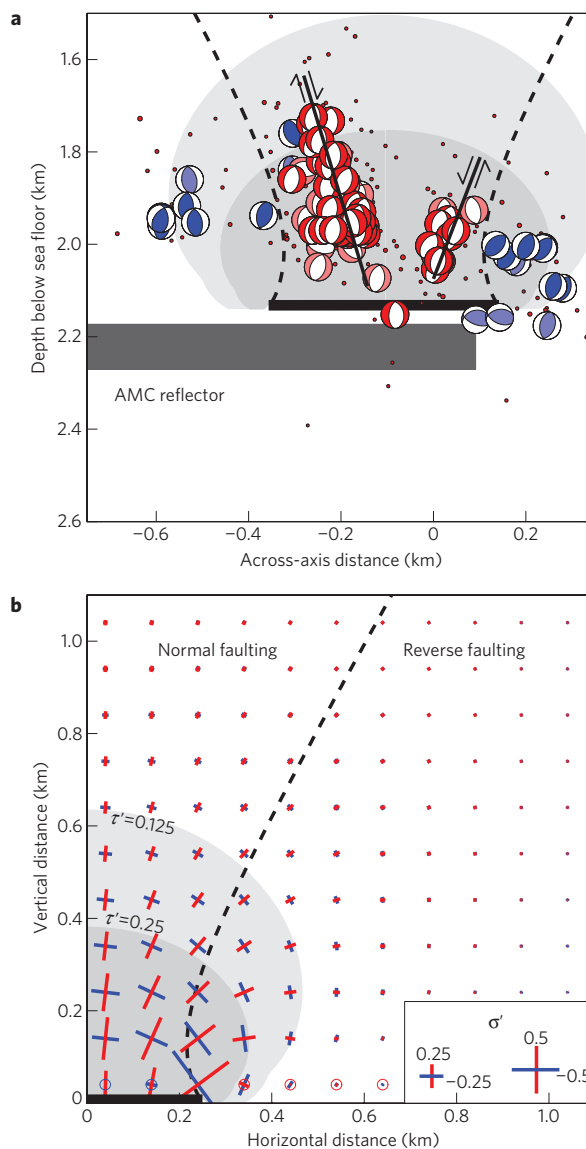 a
1.6
1.8
2.0
2.2
2.4
2.6
Depth below sea floor (km)
AMC reflector
−0.6
−0.4
−0.2
0
0.2
Across-axis distance (km)
b
1.0
0.8
0.6
0.4
0.2
0
Vertical distance (km)
Normal faulting
Reverse faulting
τ′=0.125
τ′=0.25
σ′
0.25
−0.25
0.5
−0.5
0
0.2
0.4
0.6
0.8
1.0
Horizontal distance (km)